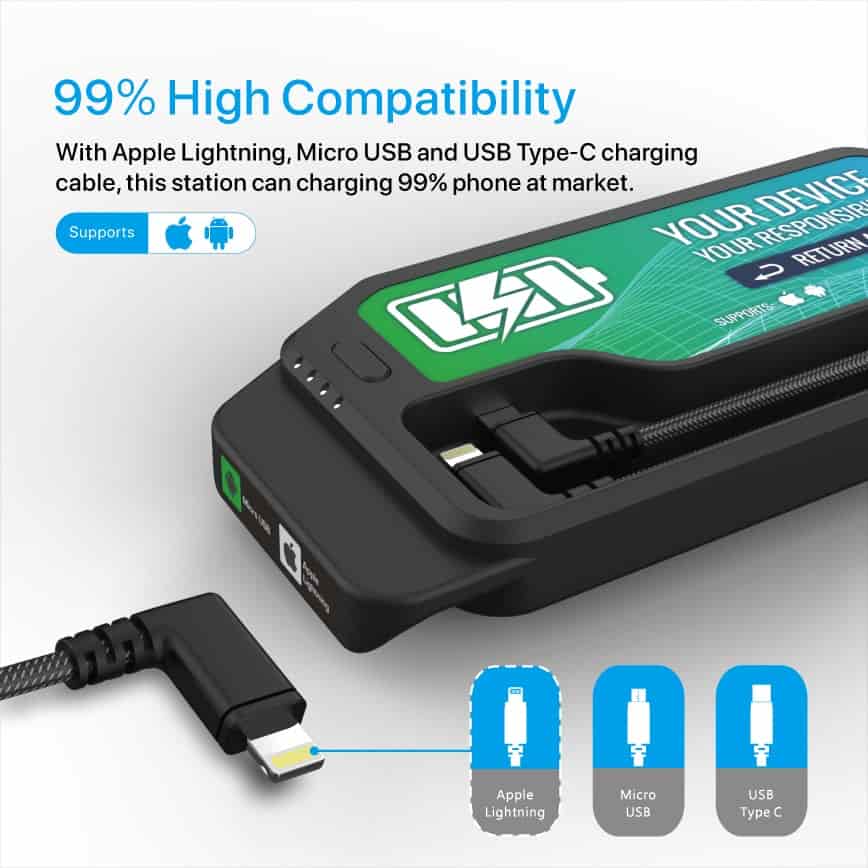 99% High Compatibility
With Apple Lightning, Micro USB and USB Type-C charging
cable, this station can charging 99% phone at market.
Supports
YOUR DEVICE
YOUR RESPONSIB
RETURN
SUPPORTS:
Micro USB
Apple
Lightning
Apple
Lightning
Micro
USB
USB
Type C